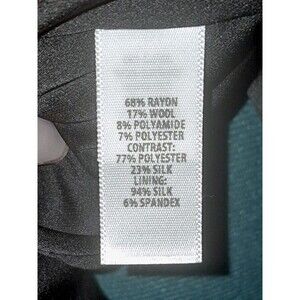 68% RAYON
17% WOOL
8% POLYAMIDE
7% POLYESTER
CONTRAST:
77% POLYESTER
23% SILK
LINING:
94% SILK
6% SPANDEX